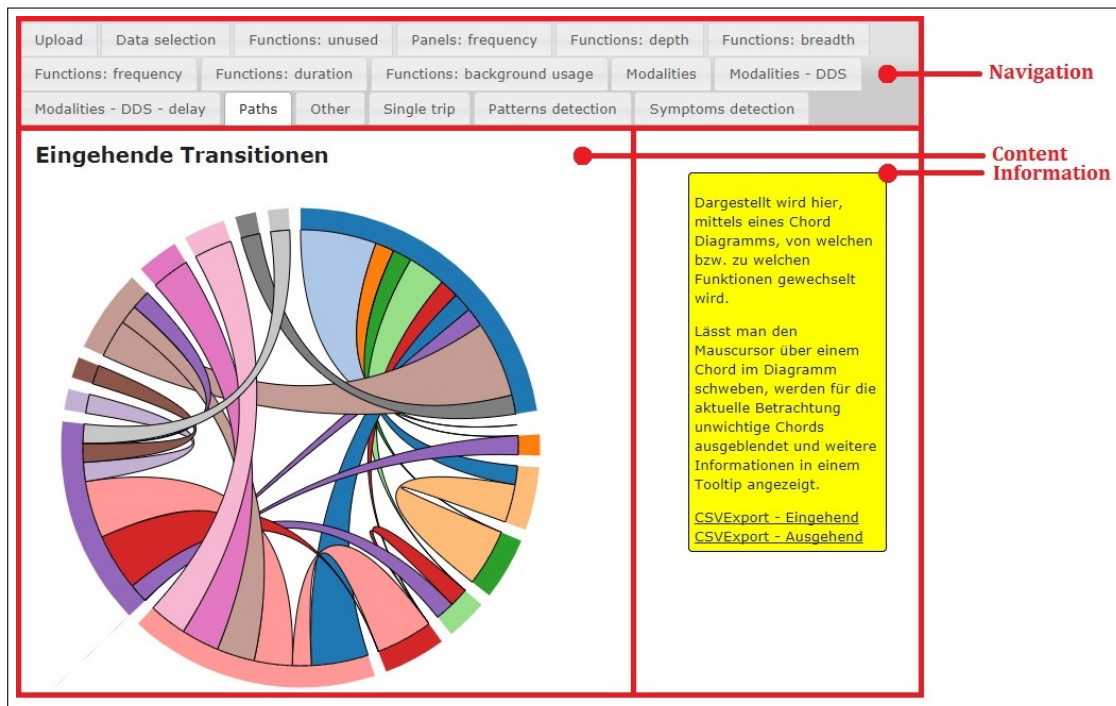 Upload Data selection Functions: unused Panels: frequency Functions: depth Functions: breadth
Functions: frequency Functions: duration Functions: background usage Modalities Modalities - DDS
Modalities - DDS - delay Paths Other Single trip Patterns detection Symptoms detection
Navigation
Eingehende Transitionen
Content
Information
Dargestellt wird hier,
mittels eines Chord
Diagramms, von welchen
bzw. zu welchen
Funktionen gewechselt
wird.
Lässt man den
Mauscursor über einem
Chord im Diagramm
schweben, werden für die
aktuelle Betrachtung
unwichtige Chords
ausgeblendet und weitere
Informationen in einem
Tooltip angezeigt.
CSVExport - Eingehend
CSVExport - Ausgehend